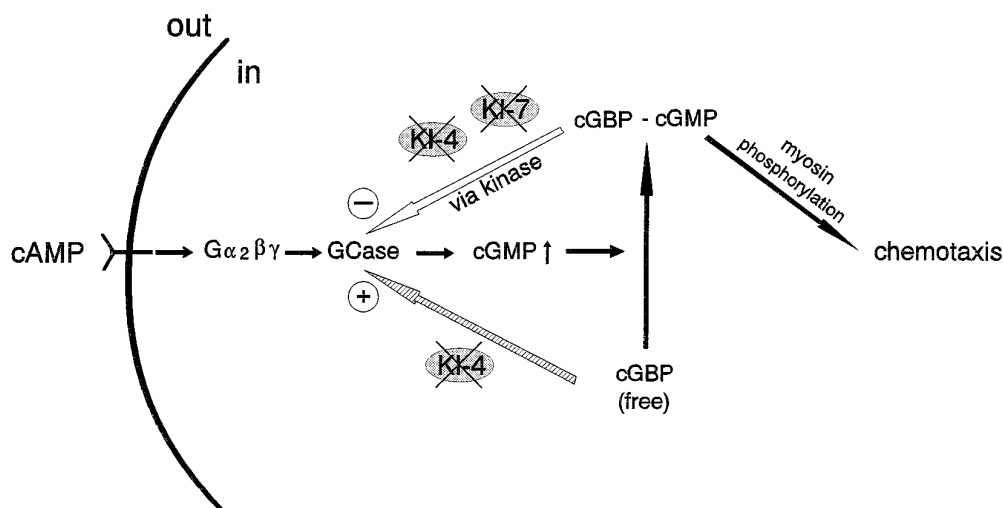 out
in
KI-7
KI-4
cGBP - cGMP
via kinase
myosin
phosphorylation
−
cAMP
Gα₂βγ
GCase
cGMP ↑
chemotaxis
+
KI-4
cGBP
(free)